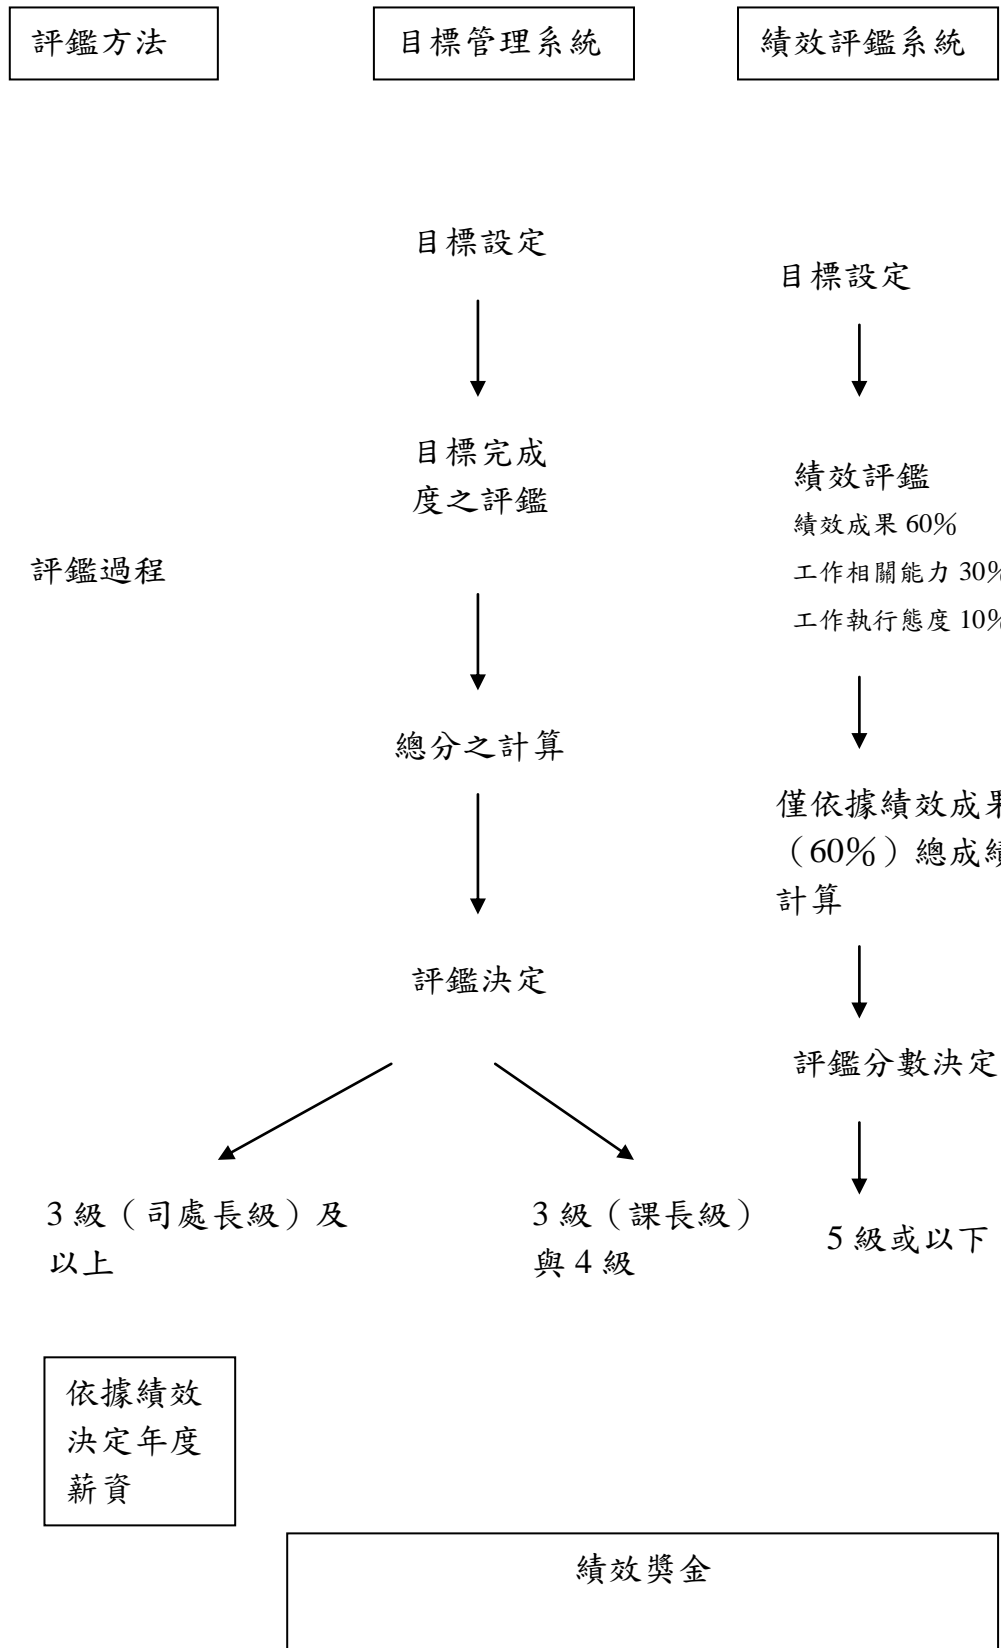 評鑑方法
目標管理系統
績效評鑑系統
目標設定
目標設定
目標完成
度之評鑑
績效評鑑
績效成果 60%
工作相關能力 30%
工作執行態度 10%
評鑑過程
總分之計算
僅依據績效成果
（60%）總成績
計算
評鑑決定
評鑑分數決定
3 級（司處長級）及
以上
3 級（課長級）
與 4 級
5 級或以下
依據績效
決定年度
薪資
績效獎金